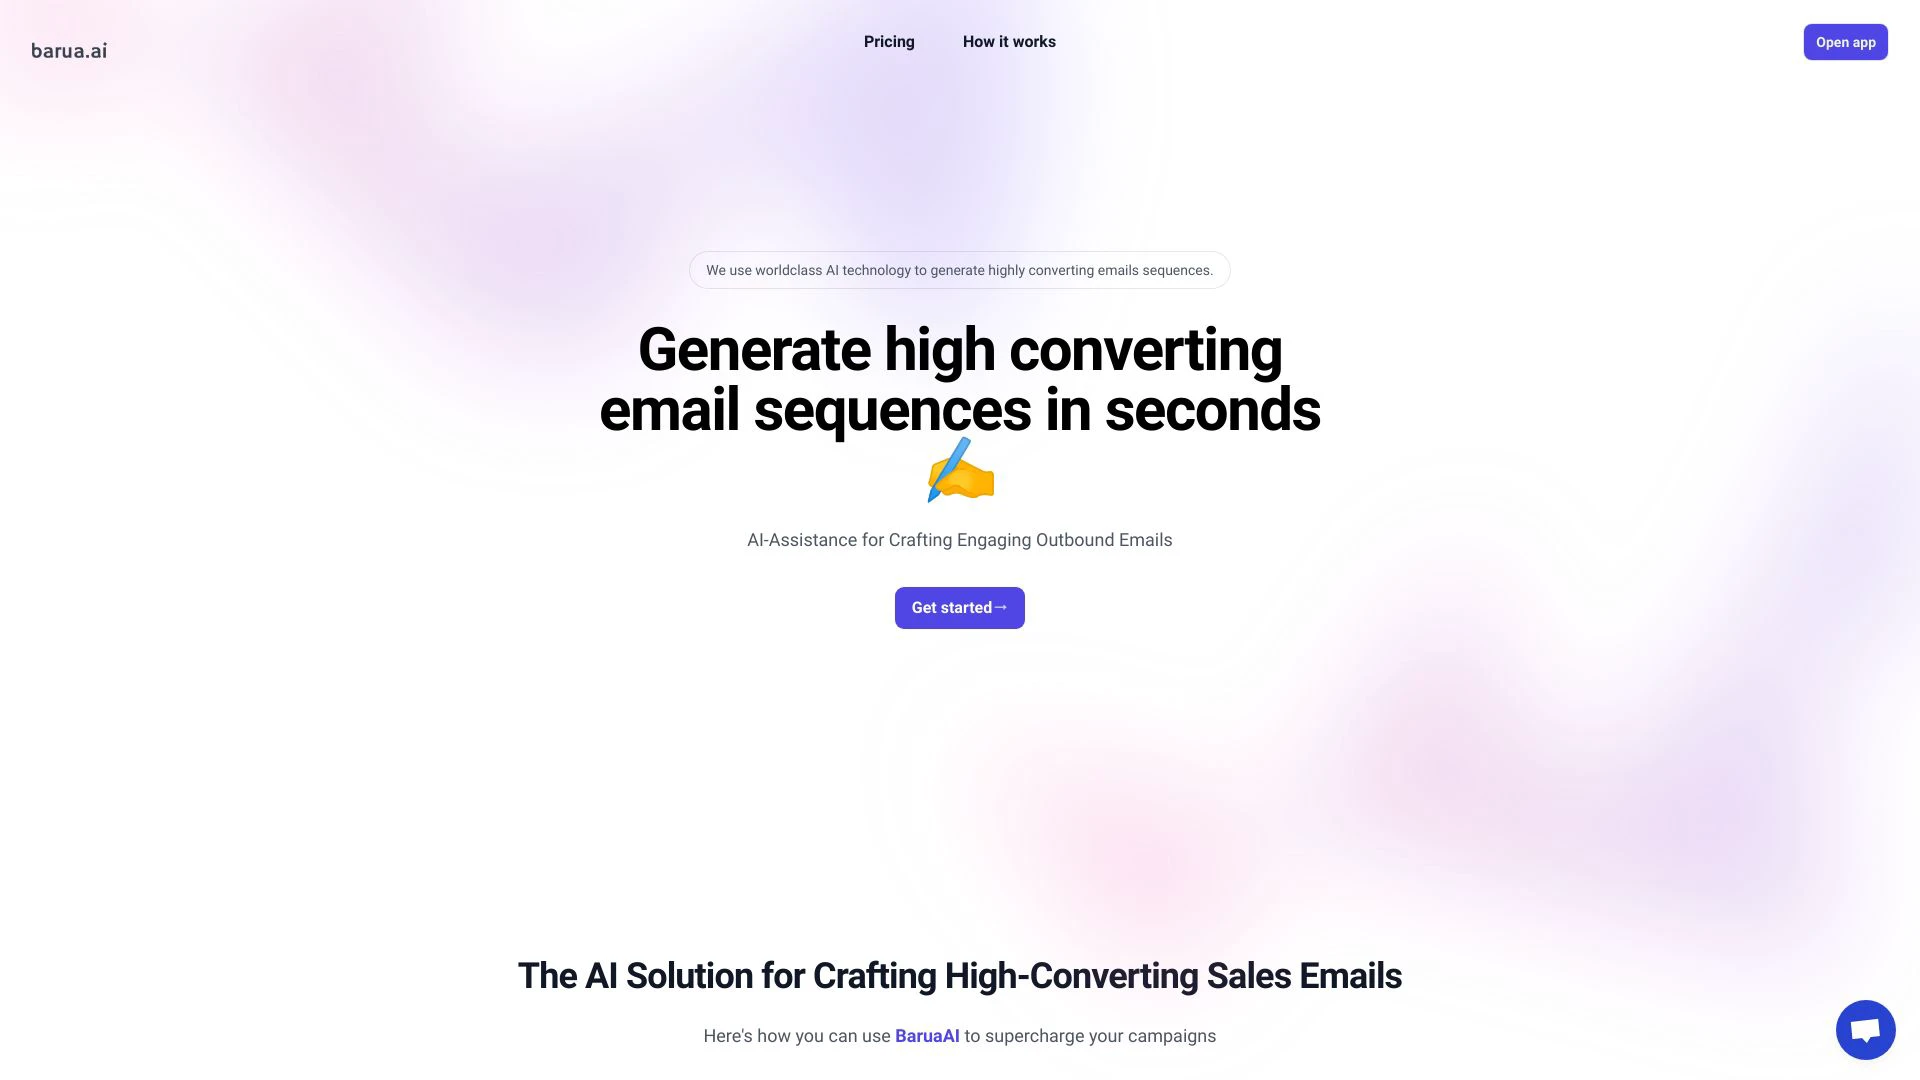 barua.ai
Pricing
How it works
Open app
We use worldclass AI technology to generate highly converting emails sequences.
Generate high converting
email sequences in seconds
✍️
AI-Assistance for Crafting Engaging Outbound Emails
Get started→
The AI Solution for Crafting High-Converting Sales Emails
Here's how you can use BaruaAI to supercharge your campaigns